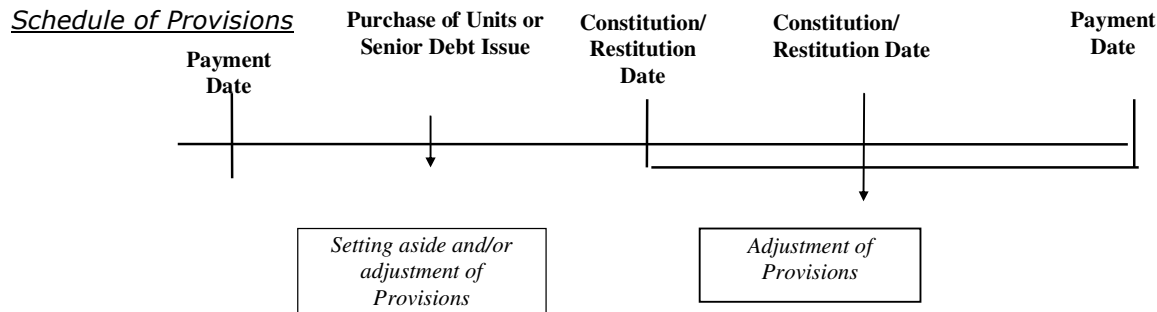 Schedule of Provisions
Payment
Date
Purchase of Units or
Senior Debt Issue
Constitution/
Restitution
Date
Constitution/
Restitution Date
Payment
Date
Setting aside and/or
adjustment of
Provisions
Adjustment of
Provisions